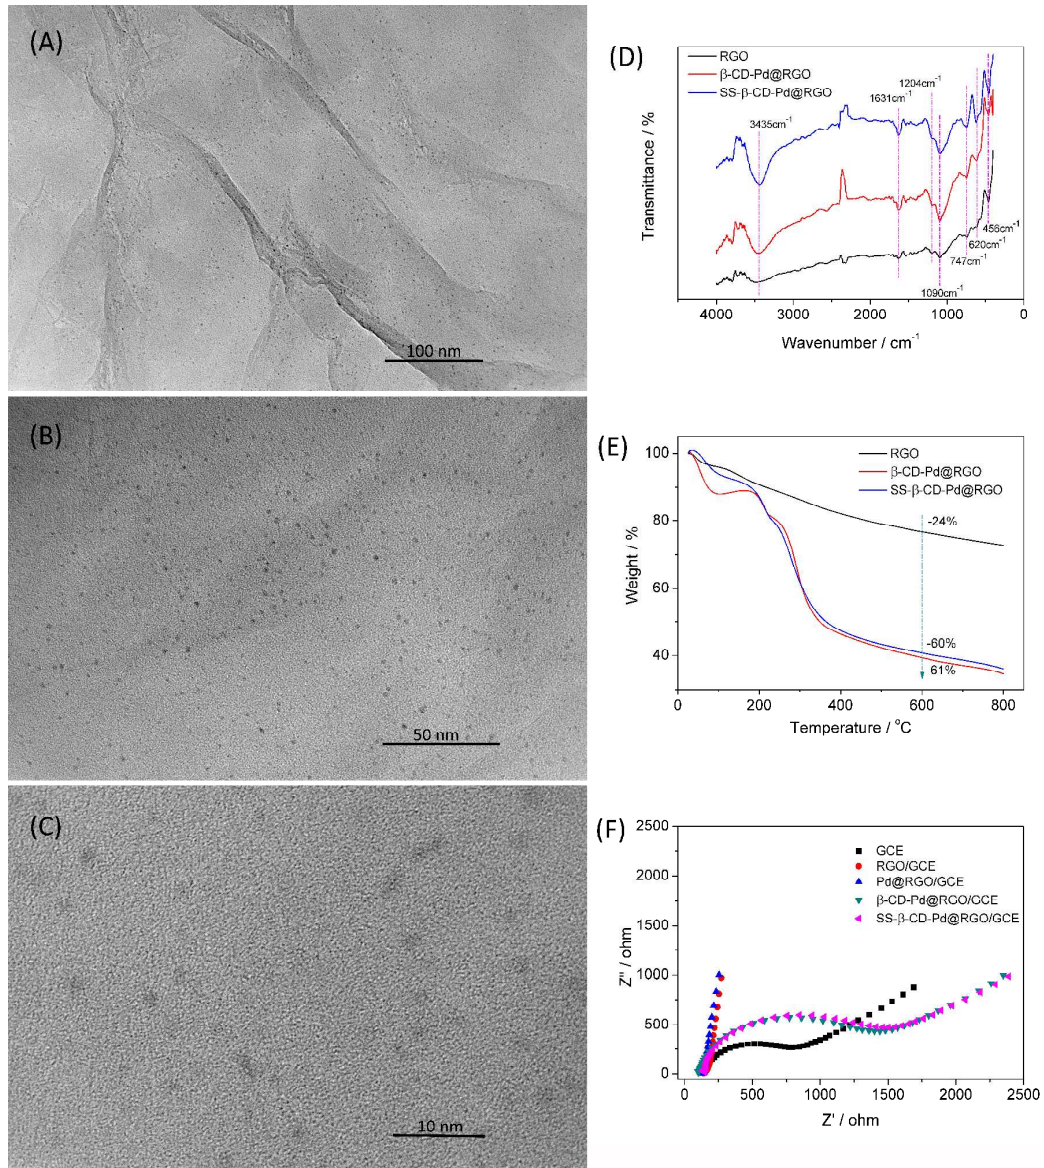 (A)
100 nm
(B)
50 nm
(C)
10 nm
(D)
RGO
β-CD-Pd@RGO
SS-β-CD-Pd@RGO
3435cm⁻¹
1631cm⁻¹
1204cm⁻¹
456cm⁻¹
620cm⁻¹
747cm⁻¹
1090cm⁻¹
Transmittance / %
4000 3000 2000 1000 0
Wavenumber / cm⁻¹
(E)
RGO
β-CD-Pd@RGO
SS-β-CD-Pd@RGO
-24%
-60%
61%
100
80
60
40
Weight / %
0 200 400 600 800
Temperature / °C
(F)
GCE
RGO/GCE
Pd@RGO/GCE
β-CD-Pd@RGO/GCE
SS-β-CD-Pd@RGO/GCE
2500
2000
1500
1000
500
0
Z'' / ohm
0 500 1000 1500 2000 2500
Z' / ohm